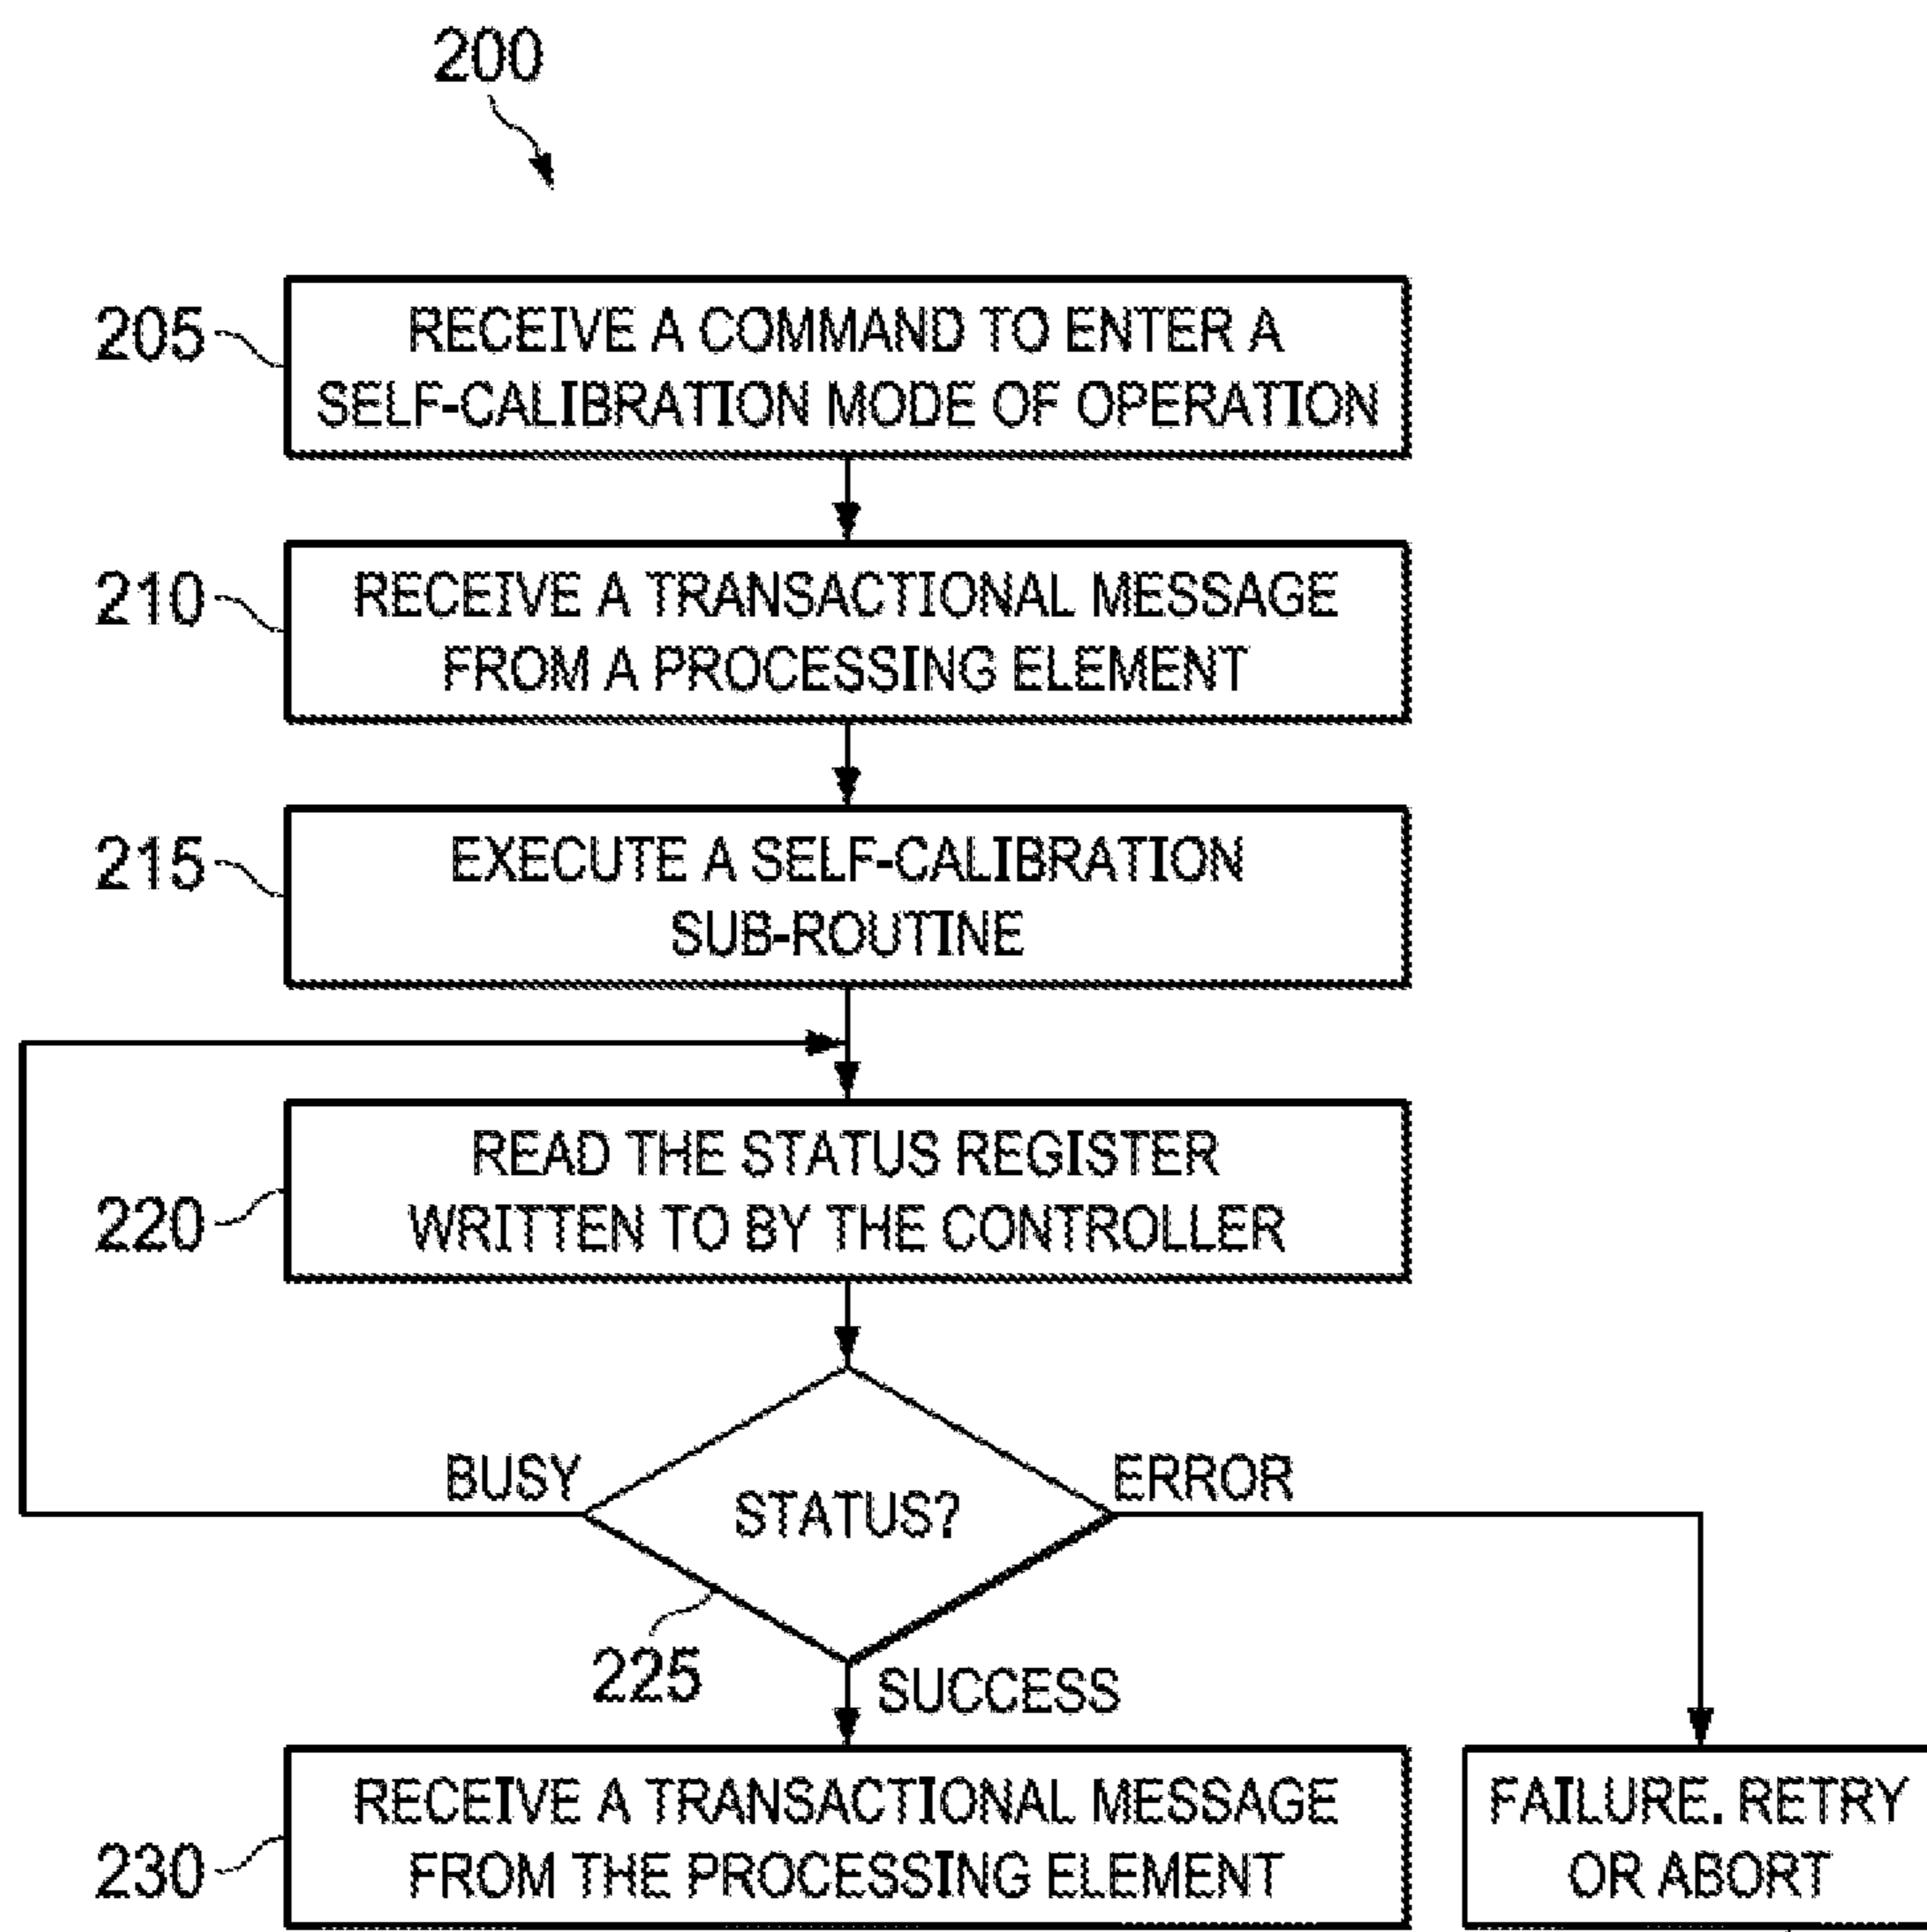 200
205
RECEIVE A COMMAND TO ENTER A
SELF-CALIBRATION MODE OF OPERATION
210
RECEIVE A TRANSACTIONAL MESSAGE
FROM A PROCESSING ELEMENT
215
EXECUTE A SELF-CALIBRATION
SUB-ROUTINE
220
READ THE STATUS REGISTER
WRITTEN TO BY THE CONTROLLER
BUSY
STATUS?
ERROR
225
SUCCESS
230
RECEIVE A TRANSACTIONAL MESSAGE
FROM THE PROCESSING ELEMENT
FAILURE. RETRY
OR ABORT